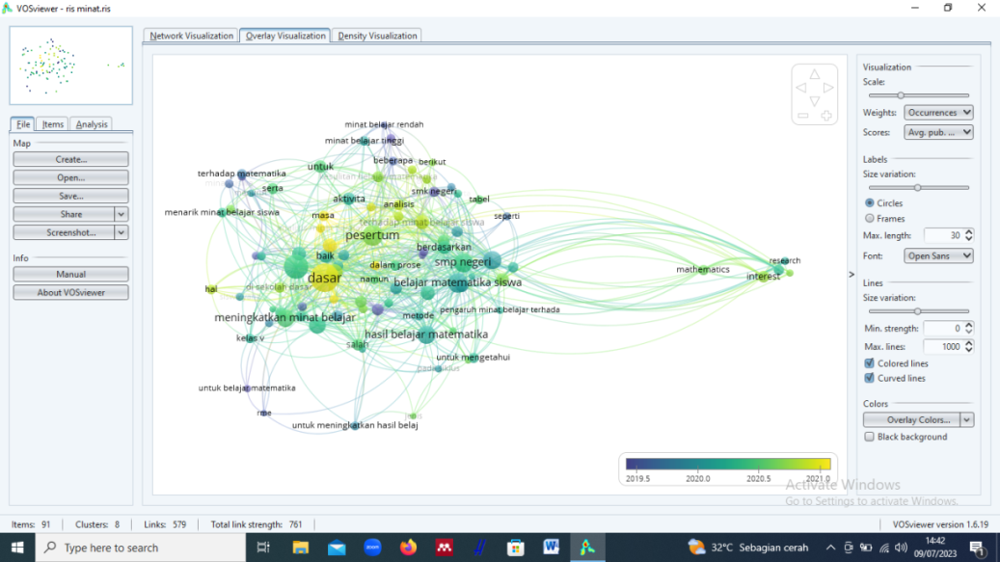 VOSviewer - ris minat.ris
Network Visualization
Overlay Visualization
Density Visualization
File
Items
Analysis
Map
Create...
Open...
Save...
Share
Screenshot...
Info
Manual
About VOSviewer
minat belajar rendah
minat belajar tinggi
beberapa
berikut
untuk
terhadap matematika
serta
aktivita
smk negeri
tabel
analisis
menarik minat belajar siswa
masa
terhadap minat belajar siswa
seperti
pesertum
berdasarkan
baik
dalam prose
smp negeri
mathematics
research
interest
dasar
namun
belajar matematika siswa
hal
di sekolah dasar
meningkatkan minat belajar
metode
pengaruh minat belajar terhada
hasil belajar matematika
kelas v
salah
untuk mengetahui
pada siklus
untuk belajar matematika
rme
jenis
untuk meningkatkan hasil belaj
2019.5
2020.0
2020.5
2021.0
Visualization
Scale:
Weights: Occurrences
Scores: Avg. pub. ...
Labels
Size variation:
Circles
Frames
Max. length: 30
Font: Open Sans
Lines
Size variation:
Min. strength: 0
Max. lines: 1000
Colored lines
Curved lines
Colors
Overlay Colors...
Black background
Activate Windows
Go to Settings to activate Windows.
Items: 91
Clusters: 8
Links: 579
Total link strength: 761
VOSviewer version 1.6.19
Type here to search
zoom
32°C Sebagian cerah
14:42
09/07/2023